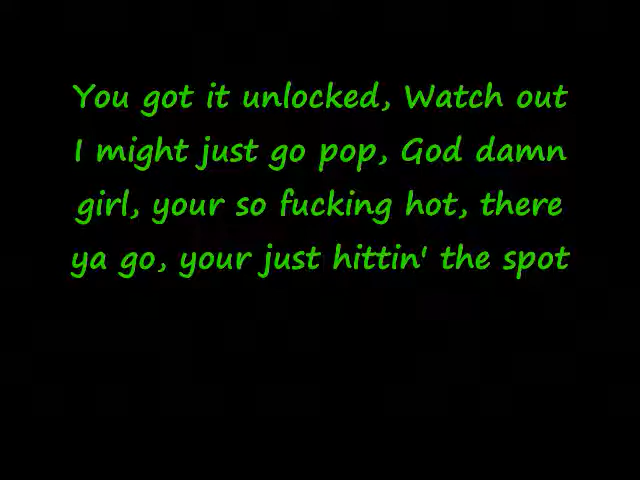 You got it unlocked, Watch out
I might just go pop, God damn
girl, your so fucking hot, there
ya go, your just hittin' the spot